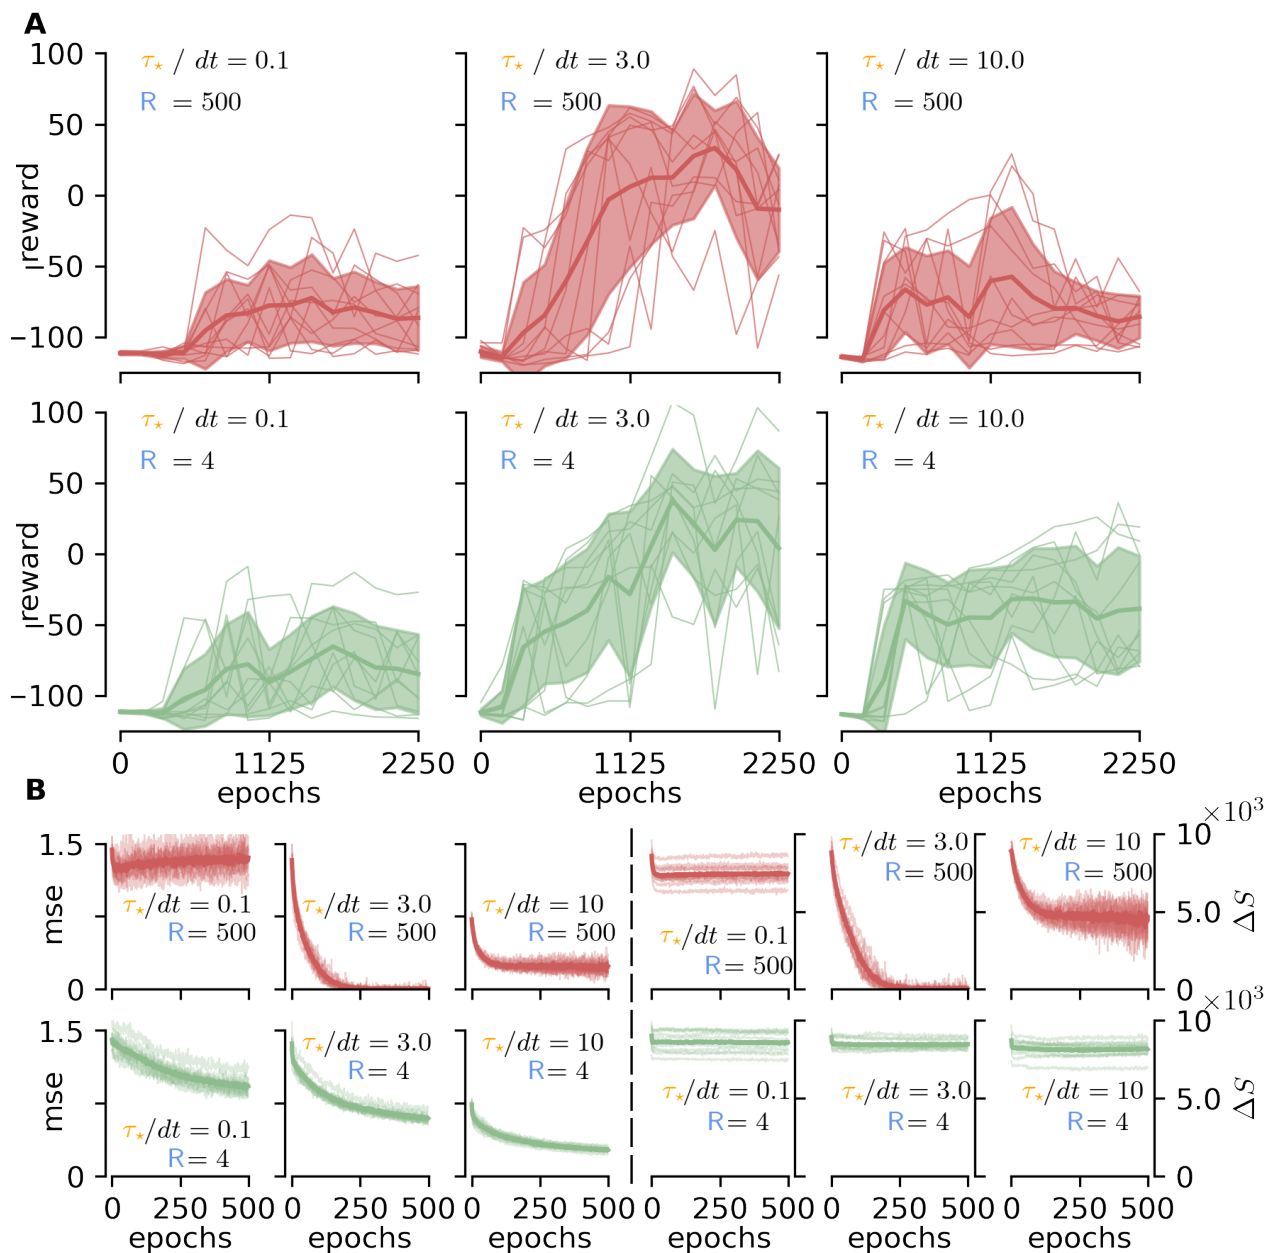 A
100
50
0
−50
−100
reward
τ⋆ / dt = 0.1
R = 500
τ⋆ / dt = 3.0
R = 500
τ⋆ / dt = 10.0
R = 500
100
50
0
−50
−100
reward
τ⋆ / dt = 0.1
R = 4
τ⋆ / dt = 3.0
R = 4
τ⋆ / dt = 10.0
R = 4
0 1125 2250
epochs
0 1125 2250
epochs
0 1125 2250
epochs
B
1.5
0
mse
τ⋆/dt = 0.1
R = 500
τ⋆/dt = 3.0
R = 500
τ⋆/dt = 10
R = 500
τ⋆/dt = 0.1
R = 500
τ⋆/dt = 3.0
R = 500
τ⋆/dt = 10
R = 500
×10³
10
5.0
0
ΔS
1.5
0
mse
τ⋆/dt = 0.1
R = 4
τ⋆/dt = 3.0
R = 4
τ⋆/dt = 10
R = 4
τ⋆/dt = 0.1
R = 4
τ⋆/dt = 3.0
R = 4
τ⋆/dt = 10
R = 4
×10³
10
5.0
0
ΔS
0 250 500
epochs
0 250 500
epochs
0 250 500
epochs
0 250 500
epochs
0 250 500
epochs
0 250 500
epochs